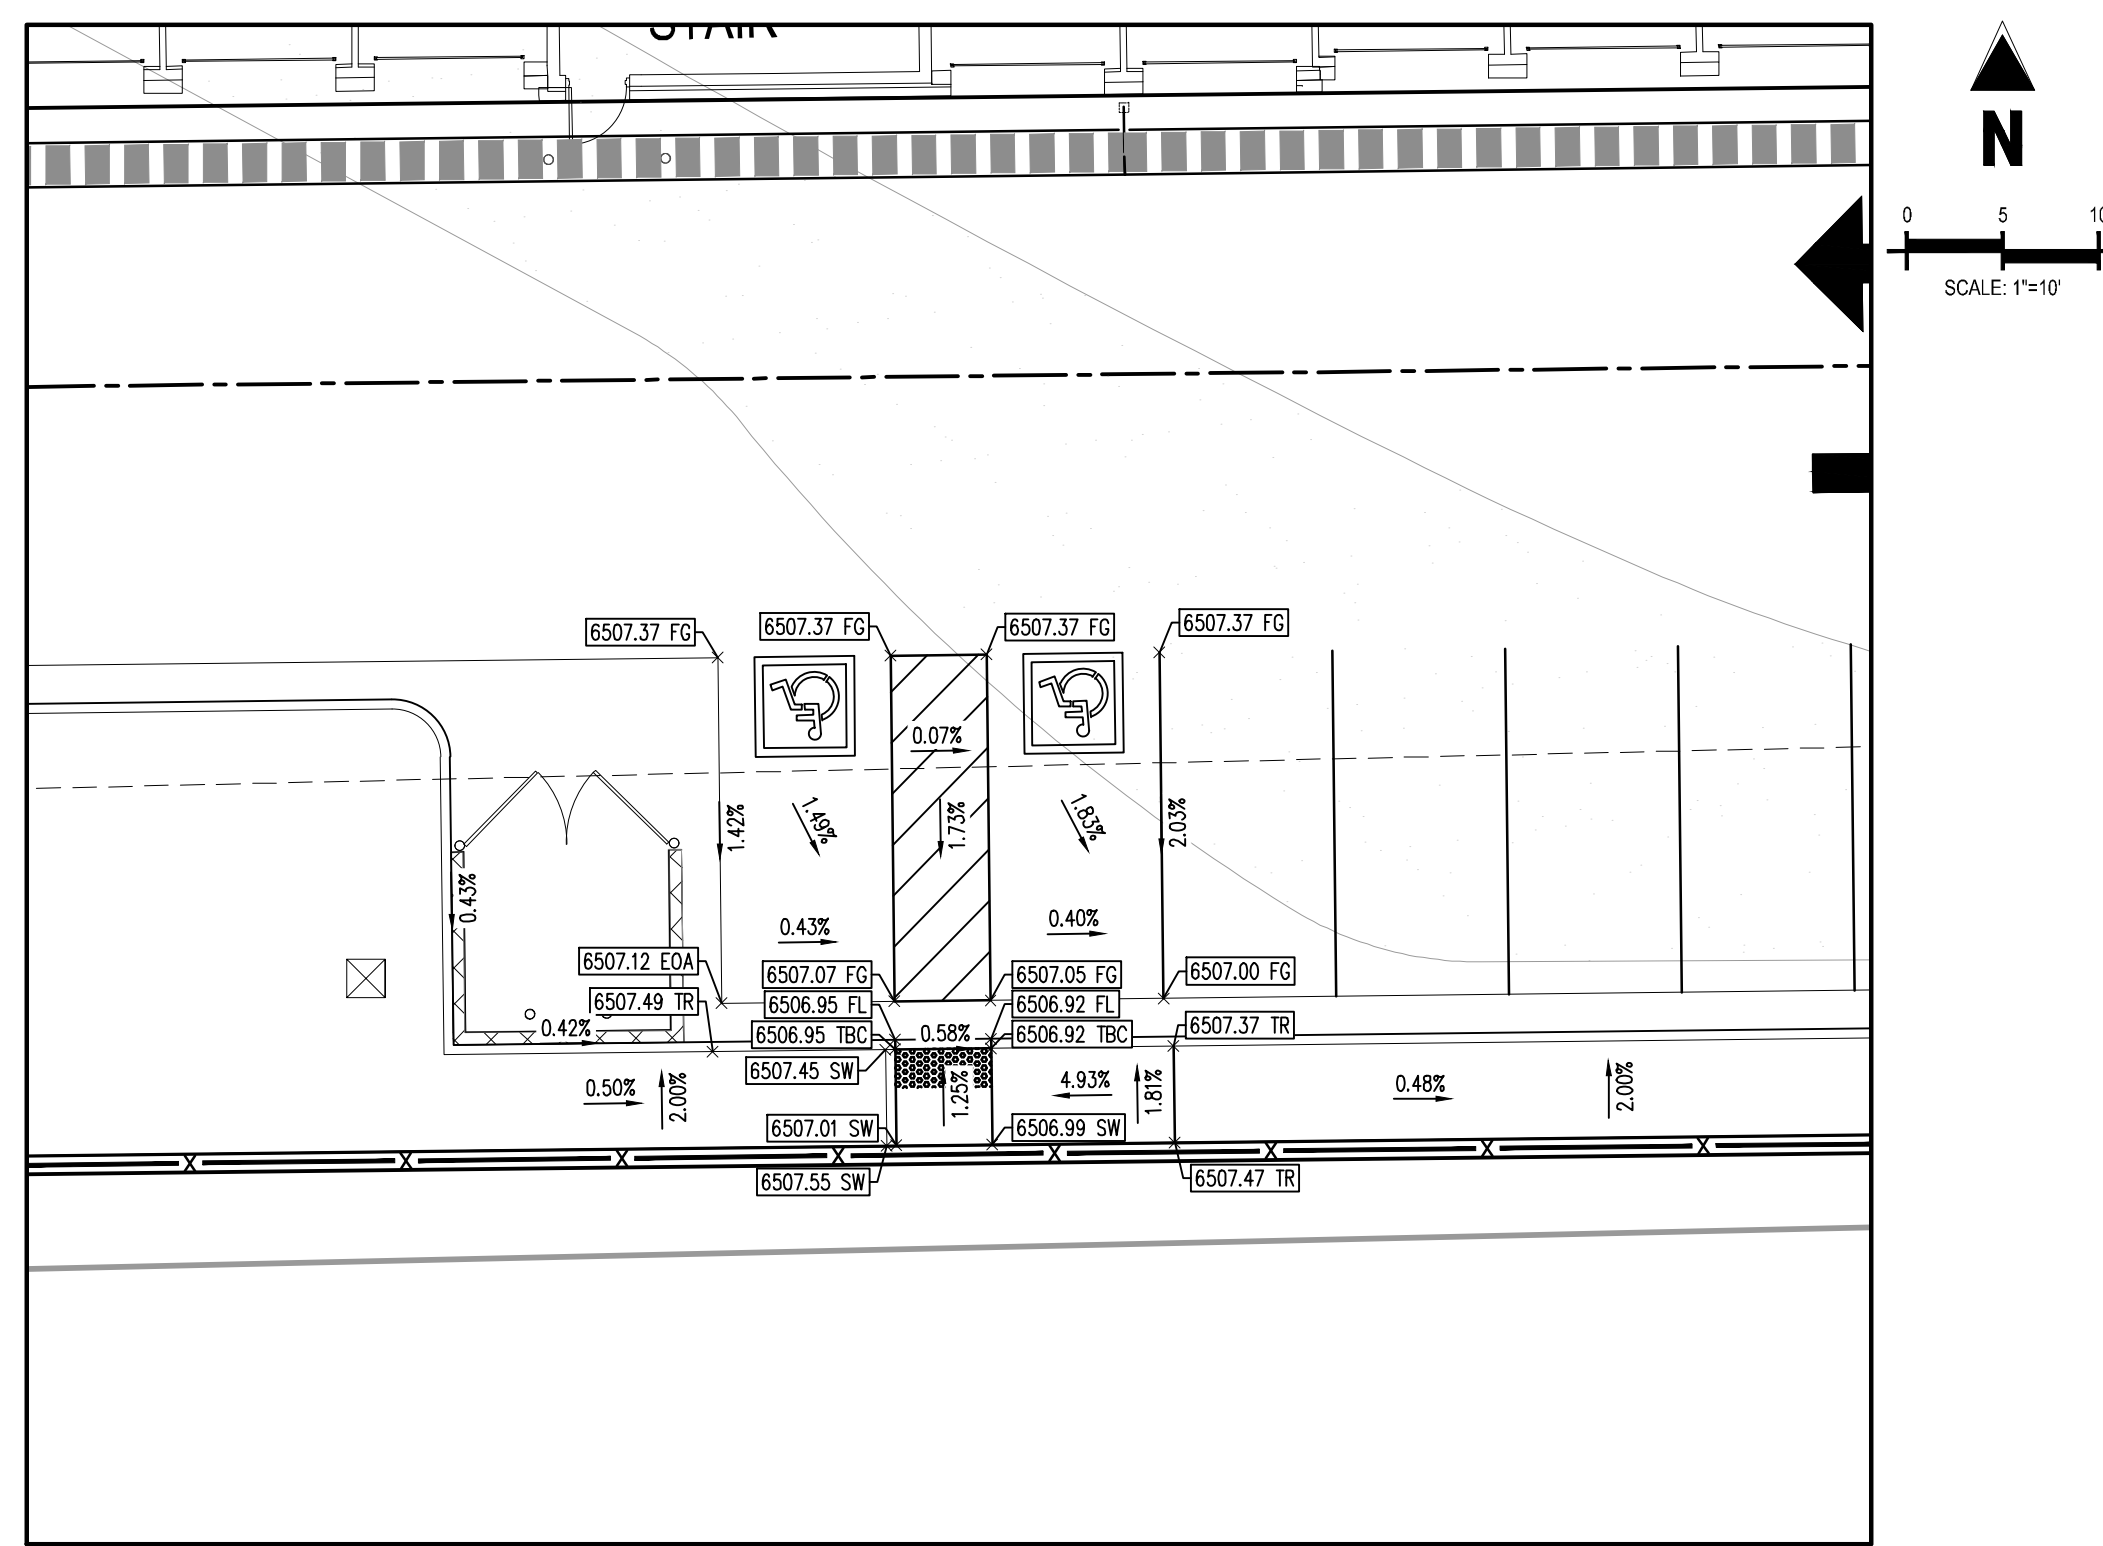 STAIR
N
0 5 10
SCALE: 1"=10'
6507.37 FG
6507.37 FG
6507.37 FG
6507.37 FG
0.07%
1.42%
1.49%
1.73%
1.83%
2.03%
0.43%
0.43%
0.40%
6507.12 EOA
6507.07 FG
6507.05 FG
6507.00 FG
6507.49 TR
6506.95 FL
6506.92 FL
0.42%
6506.95 TBC
0.58%
6506.92 TBC
6507.37 TR
6507.45 SW
0.50%
2.00%
1.25%
4.93%
1.81%
0.48%
2.00%
6507.01 SW
6506.99 SW
6507.55 SW
6507.47 TR
X X X X X X X X